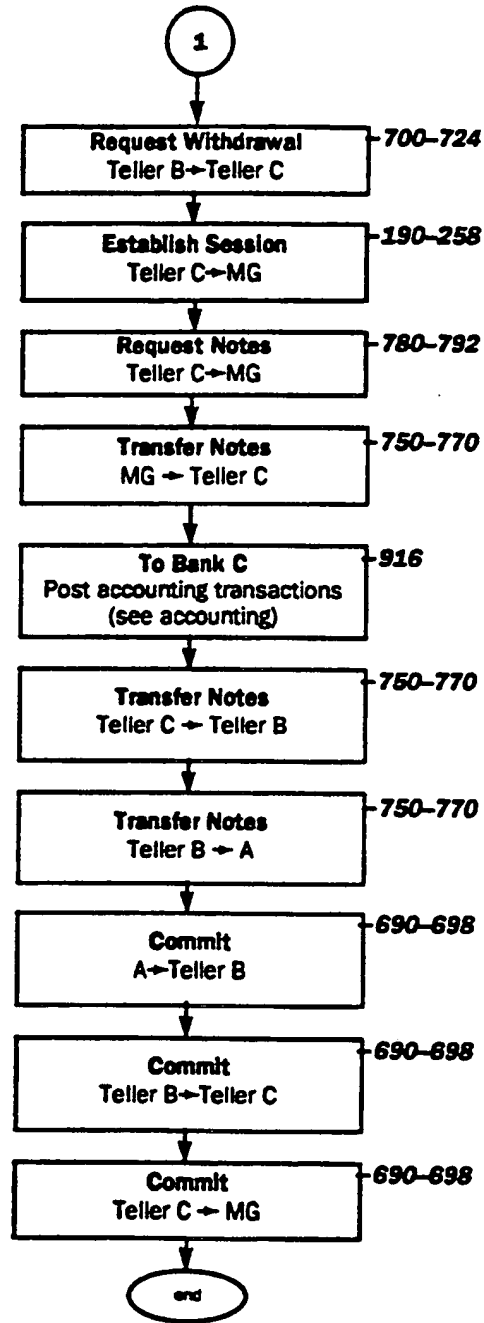 1
Request Withdrawal
Teller B→Teller C
700–724
Establish Session
Teller C→MG
190–258
Request Notes
Teller C→MG
780–792
Transfer Notes
MG → Teller C
750–770
To Bank C
Post accounting transactions
(see accounting)
916
Transfer Notes
Teller C → Teller B
750–770
Transfer Notes
Teller B → A
750–770
Commit
A→Teller B
690–698
Commit
Teller B→Teller C
690–698
Commit
Teller C → MG
690–698
end